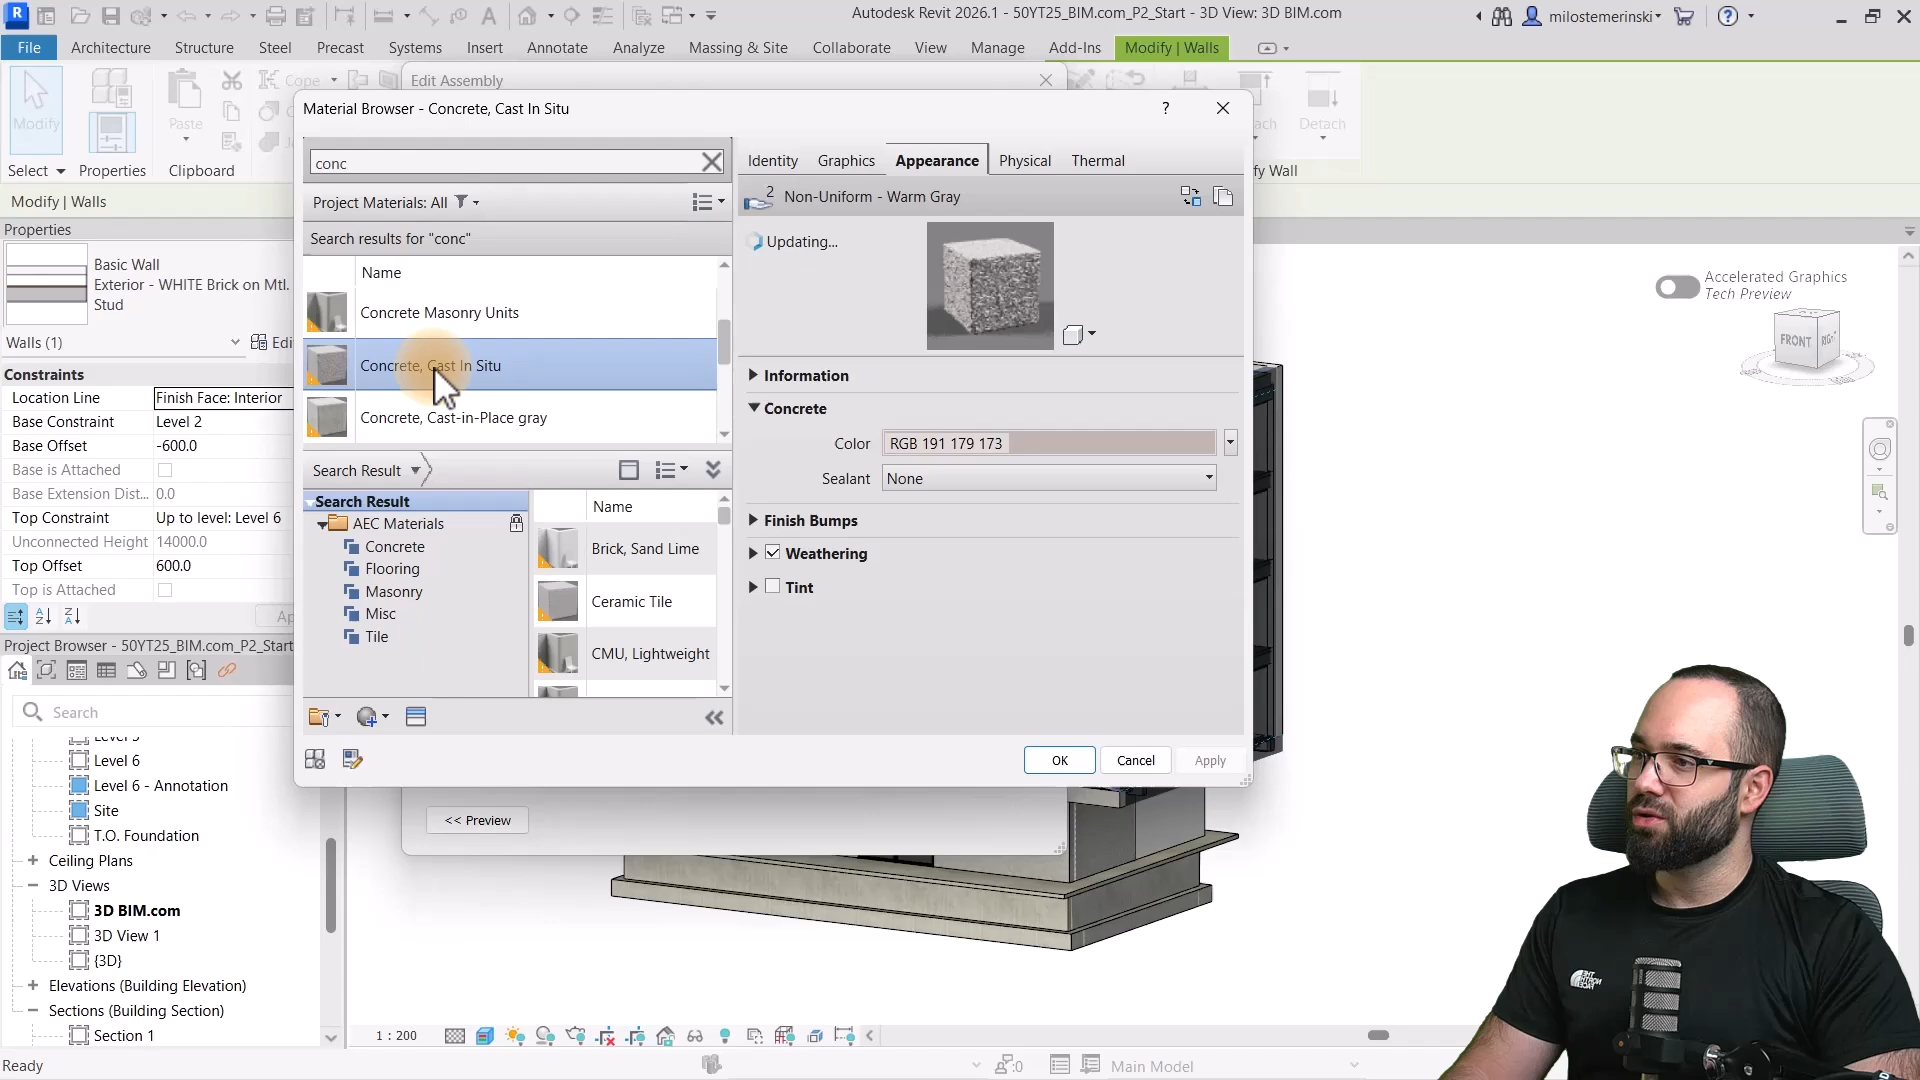 Autodesk Revit 2026.1 - 50YT25_BIM.com_P2_Start - 3D View: 3D BIM.com
milostemerinski
File Architecture Structure Steel Precast Systems Insert Annotate Analyze Massing & Site Collaborate View Manage Add-Ins Modify | Walls
Modify
Paste
Cope
Detach
Select Properties Clipboard
Modify | Walls
Edit Assembly
Material Browser - Concrete, Cast In Situ
conc
Project Materials: All
Search results for "conc"
Name
Concrete Masonry Units
Concrete, Cast In Situ
Concrete, Cast-in-Place gray
Search Result
Search Result
AEC Materials
Concrete
Flooring
Masonry
Misc
Tile
Name
Brick, Sand Lime
Ceramic Tile
CMU, Lightweight
Identity Graphics Appearance Physical Thermal
2
Non-Uniform - Warm Gray
Updating...
Information
Concrete
Color RGB 191 179 173
Sealant None
Finish Bumps
Weathering
Tint
OK Cancel Apply
<< Preview
Properties
Basic Wall
Exterior - WHITE Brick on Mtl.
Stud
Walls (1)
Constraints
Location Line Finish Face: Interior
Base Constraint Level 2
Base Offset -600.0
Base is Attached
Base Extension Dist... 0.0
Top Constraint Up to level: Level 6
Unconnected Height 14000.0
Top Offset 600.0
Top is Attached
Project Browser - 50YT25_BIM.com_P2_Start
Search
Level 6
Level 6 - Annotation
Site
T.O. Foundation
Ceiling Plans
3D Views
3D BIM.com
3D View 1
{3D}
Elevations (Building Elevation)
Sections (Building Section)
Section 1
Accelerated Graphics
Tech Preview
FRONT
1 : 200
Ready
:0
Main Model
THE
NORTH
FACE